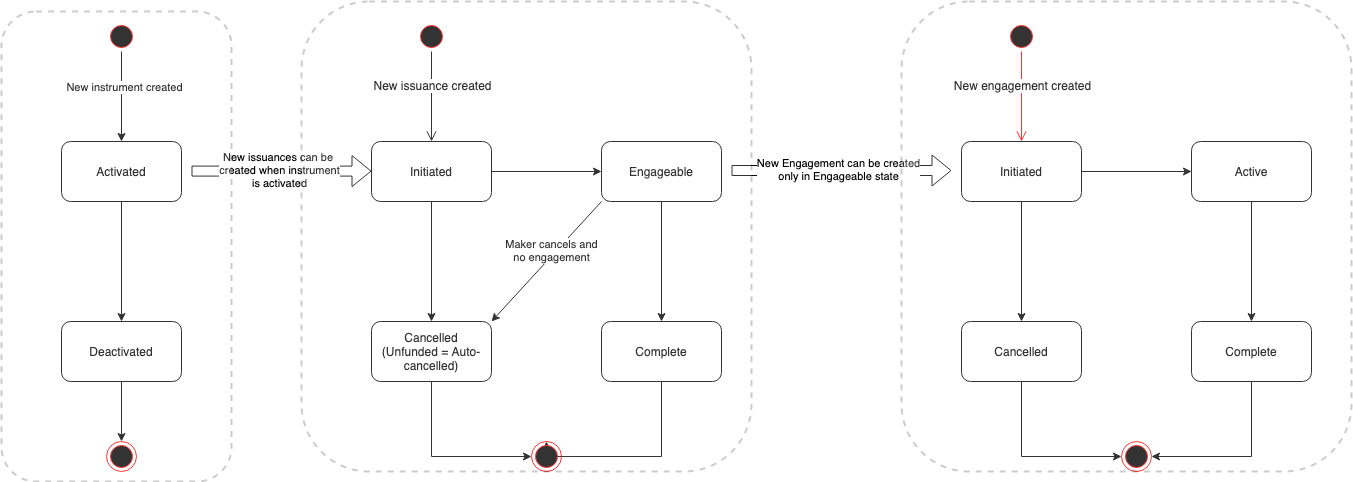 New instrument created
Activated
Deactivated
New issuances can be
created when instrument
is activated
New issuance created
Initiated
Engageable
Maker cancels and
no engagement
Cancelled
(Unfunded = Auto-
cancelled)
Complete
New Engagement can be created
only in Engageable state
New engagement created
Initiated
Active
Cancelled
Complete